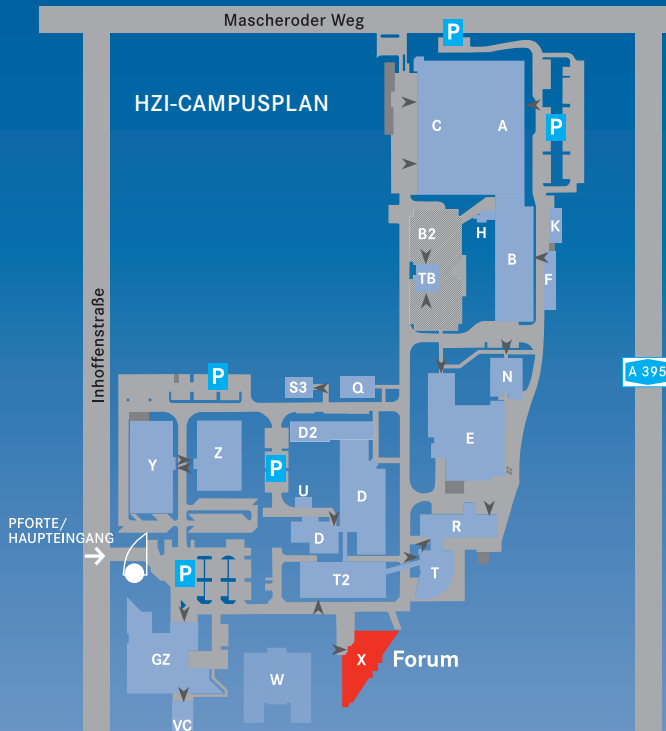 Mascheroder Weg
P
HZI-CAMPUSPLAN
C
A
P
B2
H
K
B
TB
F
Inhoffenstraße
A 395
P
S3
Q
N
D2
E
Y
Z
P
U
D
R
PFORTE/
HAUPTEINGANG
D
P
T
T2
GZ
X
Forum
W
VC